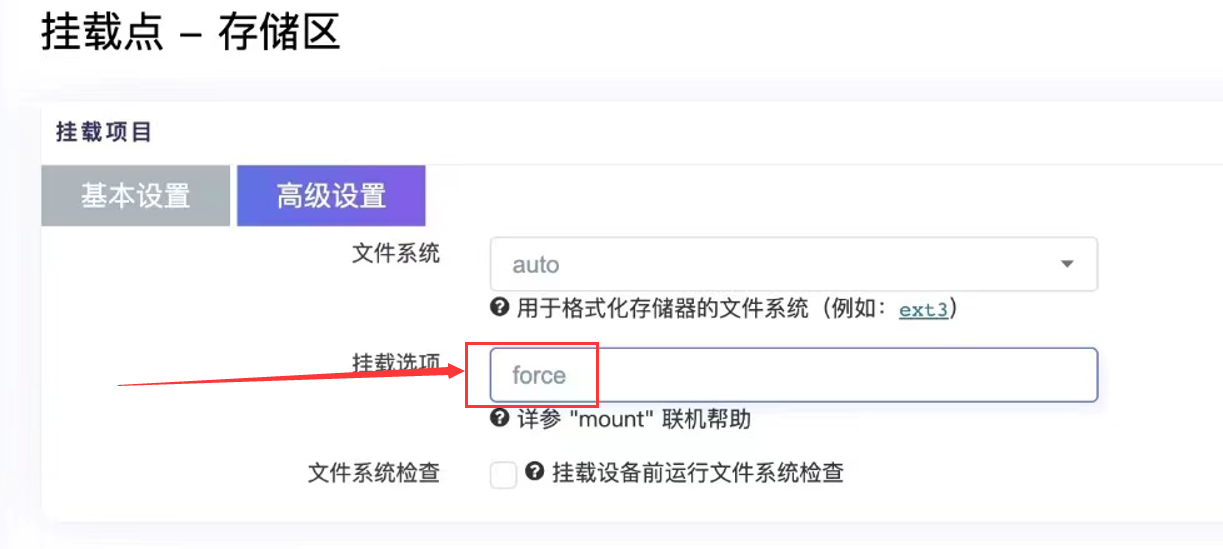 挂载点 – 存储区
挂载项目
基本设置 高级设置
文件系统 auto
用于格式化存储器的文件系统（例如：ext3）
挂载选项 force
详参 "mount" 联机帮助
文件系统检查 挂载设备前运行文件系统检查